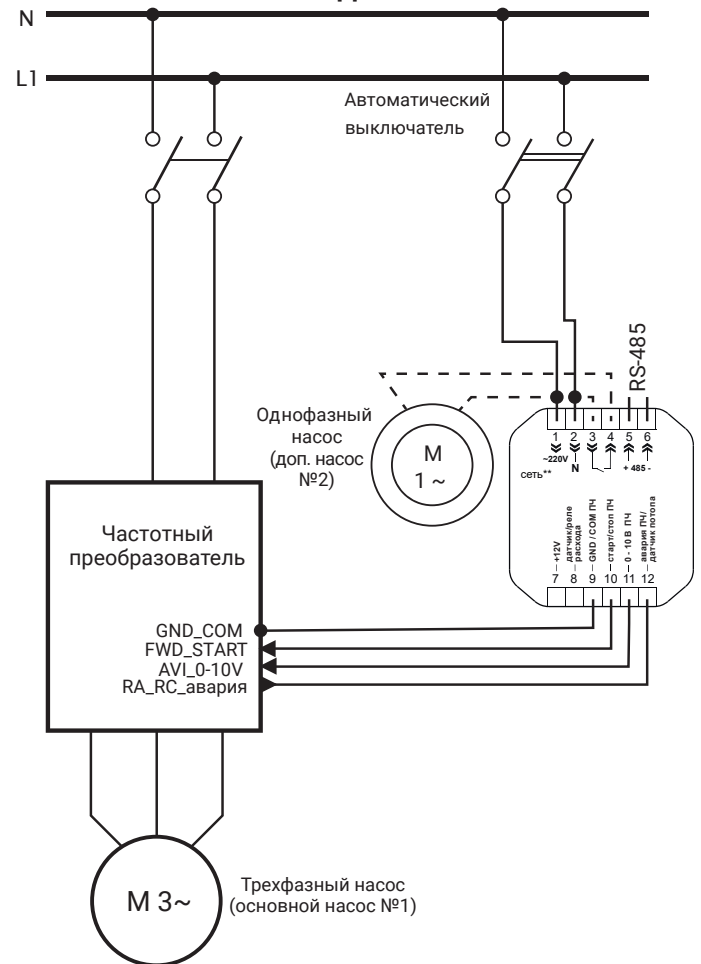 N
L1
Автоматический
выключатель
RS-485
Однофазный
насос
(доп. насос
№2)
M
1 ~
1 2 3 4 5 6
~220V
N
+ 485 -
сеть**
+12V
датчик/реле
расхода
GND / COM ПЧ
старт/стоп ПЧ
0 - 10 В ПЧ
авария ПЧ/
датчик потопа
7 8 9 10 11 12
Частотный
преобразователь
GND_COM
FWD_START
AVI_0-10V
RA_RC_авария
M 3~
Трехфазный насос
(основной насос №1)